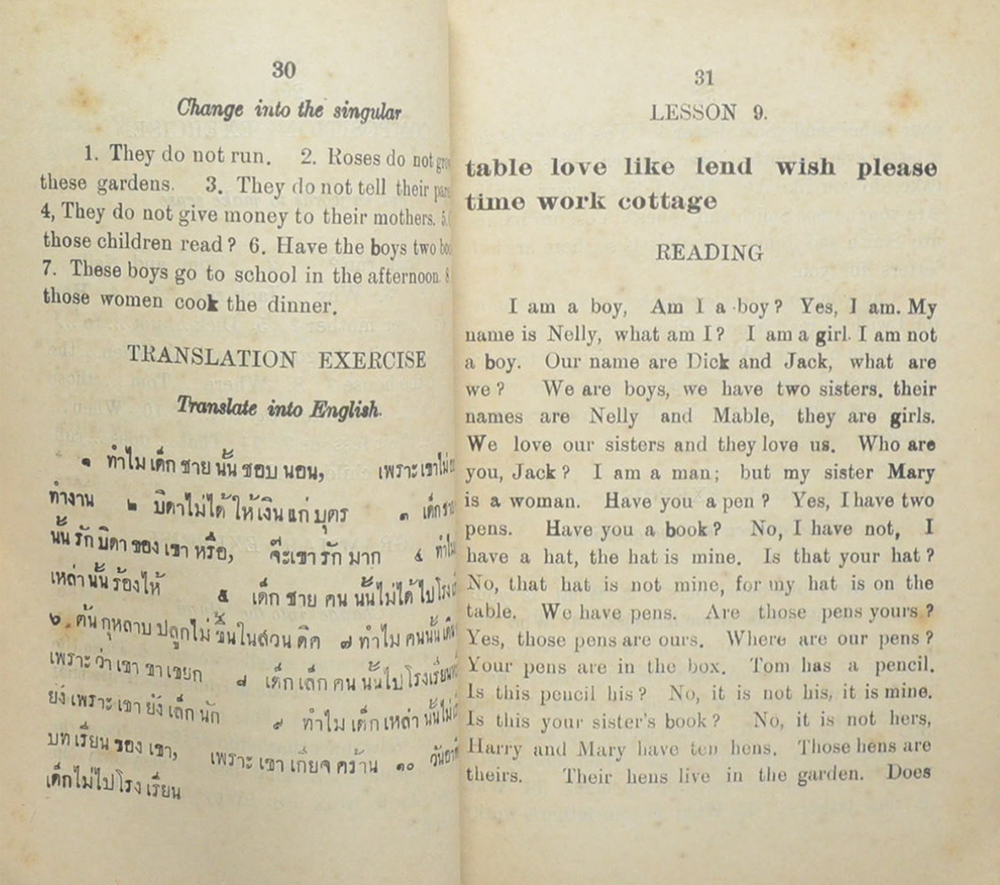 30
Change into the singular
1. They do not run. 2. Roses do not
these gardens. 3. They do not tell their
4, They do not give money to their mothers. 5.
those children read? 6. Have the boys two
7. These boys go to school in the afternoon. 8
those women cook the dinner.
TRANSLATION EXERCISE
Translate into English.
๑ ทำไม เด็ก ชาย นั้น ชอบ นอน, เพราะ เขาไม่
ทำงาน ๒ บิดาไม่ได้ ให้เงิน แก่ บุตร ๓ เด็ก
นั้น รัก บิดา ของ เขา หรือ, จ๊ะเขา รัก มาก ๔ ทำไม
เหล่านั้น ร้องไห้ ๕ เด็ก ชาย คน นั้นไม่ได้ ไป
๖. ต้น กุหลาบ ปลูกไม่ ขึ้นในส่วน ดิค ๗ ทำไม คนนั้น
เพราะ ว่า เขา ขา เขยก ๘ เด็ก เล็ก คน นั้นไป โรงเรียน
ยัง เพราะ เขา ยัง เล็ก นัก ๙ ทำไม เด็ก เหล่า นั้น
บท เรียน ของ เขา, เพราะ เขา เกียจ คร้าน ๑๐
เด็กไม่ไป โรง เรียน
31
LESSON 9.
table love like lend wish please
time work cottage
READING
I am a boy, Am I a boy? Yes, I am. My
name is Nelly, what am I? I am a girl. I am not
a boy. Our name are Dick and Jack, what are
we? We are boys, we have two sisters, their
names are Nelly and Mable, they are girls.
We love our sisters and they love us. Who are
you, Jack? I am a man; but my sister Mary
is a woman. Have you a pen? Yes, I have two
pens. Have you a book? No, I have not, I
have a hat, the hat is mine. Is that your hat?
No, that hat is not mine, for my hat is on the
table. We have pens. Are those pens yours?
Yes, those pens are ours. Where are our pens?
Your pens are in the box. Tom has a pencil.
Is this pencil his? No, it is not his, it is mine.
Is this your sister's book? No, it is not hers,
Harry and Mary have ten hens. Those hens are
theirs. Their hens live in the garden. Does